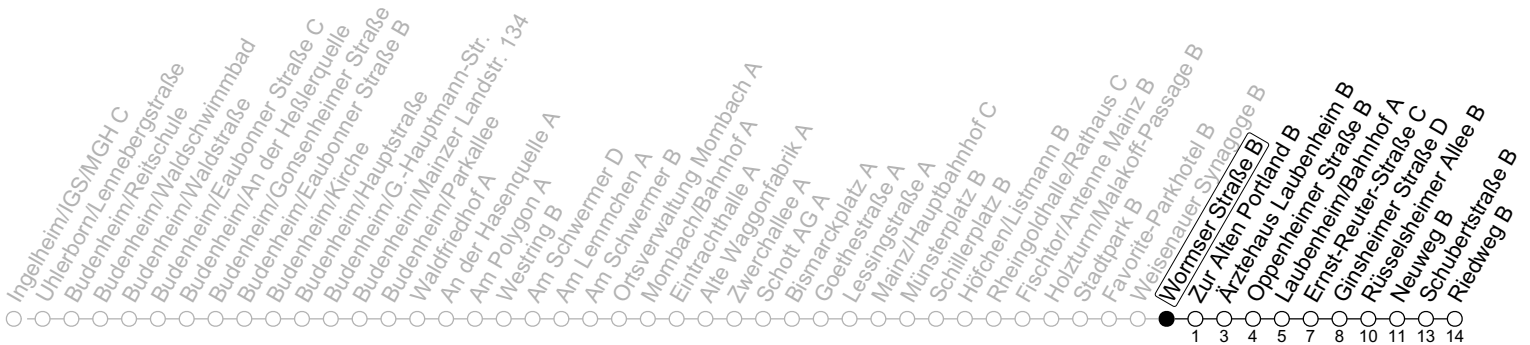 Ingelheim/IGS/MGH C
Uhlerborn/Lennebergstraße
Budenheim/Reitschule
Budenheim/Waldschwimmbad
Budenheim/Waldstraße
Budenheim/Eaubonner Straße C
Budenheim/An der Heßlerquelle
Budenheim/Gonsenheimer Straße
Budenheim/Eaubonner Straße B
Budenheim/Kirche
Budenheim/Hauptstraße
Budenheim/G.-Hauptmann-Str.
Budenheim/Mainzer Landstr. 134
Budenheim/Parkallee
Waldfriedhof A
An der Hasenquelle A
Am Polygon A
Westring B
Am Schwermer D
Am Lemmchen A
Am Schwermer B
Ortsverwaltung Mombach A
Mombach/Bahnhof A
Eintrachthalle A
Alte Waggonfabrik A
Zwerchallee A
Schott AG A
Bismarckplatz A
Goethestraße A
Lessingstraße A
Mainz/Hauptbahnhof C
Münsterplatz B
Schillerplatz B
Höfchen/Listmann B
Rheingoldhalle/Rathaus C
Fischtor/Antenne Mainz B
Holzturm/Malakoff-Passage B
Stadtpark B
Favorite-Parkhotel B
Weisenauer Synagoge B
Wormser Straße B
Zur Alten Portland B
Ärztehaus Laubenheim B
Oppenheimer Straße B
Laubenheim/Bahnhof A
Ernst-Reuter-Straße C
Ginsheimer Straße D
Rüsselsheimer Allee B
Neuweg B
Schubertstraße B
Riedweg B
1 3 4 5 7 8 10 11 13 14